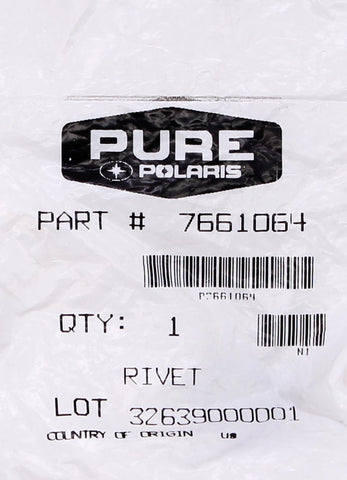 PURE
POLARIS
PART # 7661064
P7661064
QTY: 1
N1
RIVET
LOT 32639000001
COUNTRY OF ORIGIN US